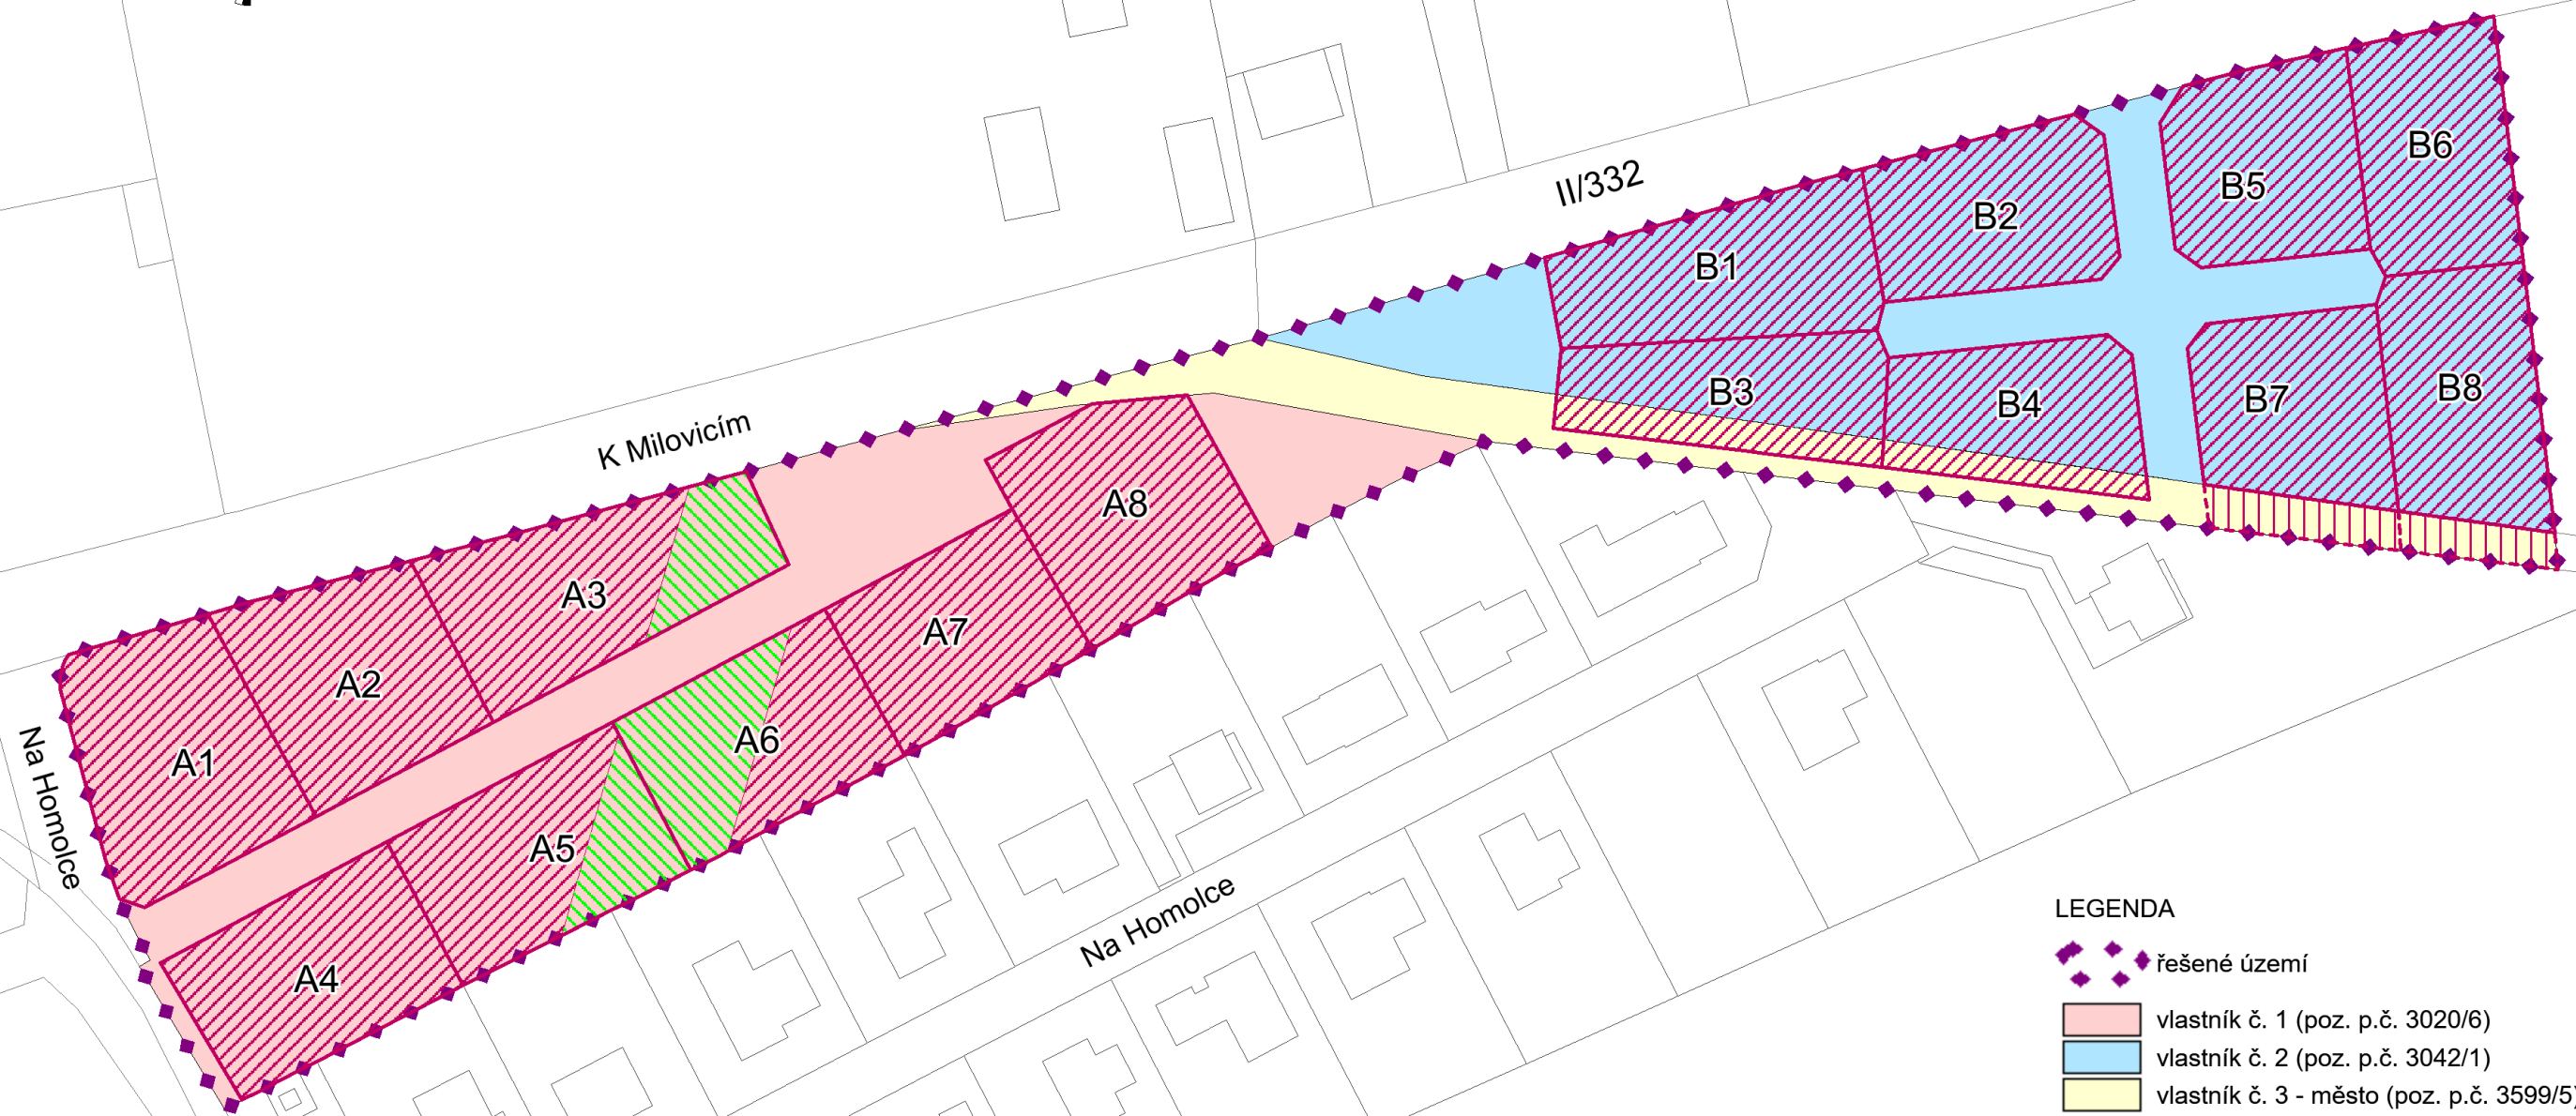 II/332
K Milovicím
Na Homolce
Na Homolce
A1
A2
A3
A4
A5
A6
A7
A8
B1
B2
B3
B4
B5
B6
B7
B8
LEGENDA
řešené území
vlastník č. 1 (poz. p.č. 3020/6)
vlastník č. 2 (poz. p.č. 3042/1)
vlastník č. 3 - město (poz. p.č. 3599/5)